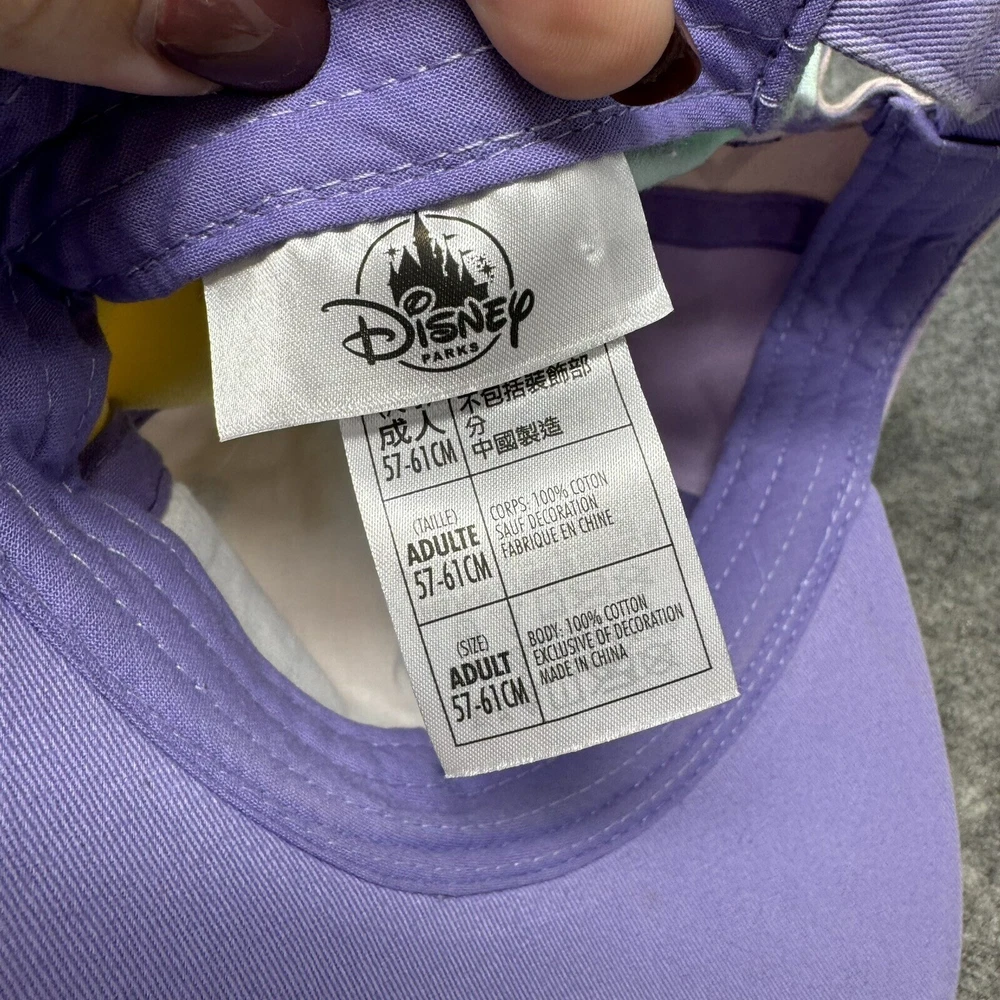 Disney
PARKS
成人
57-61CM
不包括裝飾部
分
中國製造
(TAILLE)
ADULTE
57-61CM
CORPS: 100% COTON
SAUF DECORATION
FABRIQUE EN CHINE
(SIZE)
ADULT
57-61CM
BODY: 100% COTTON
EXCLUSIVE OF DECORATION
MADE IN CHINA